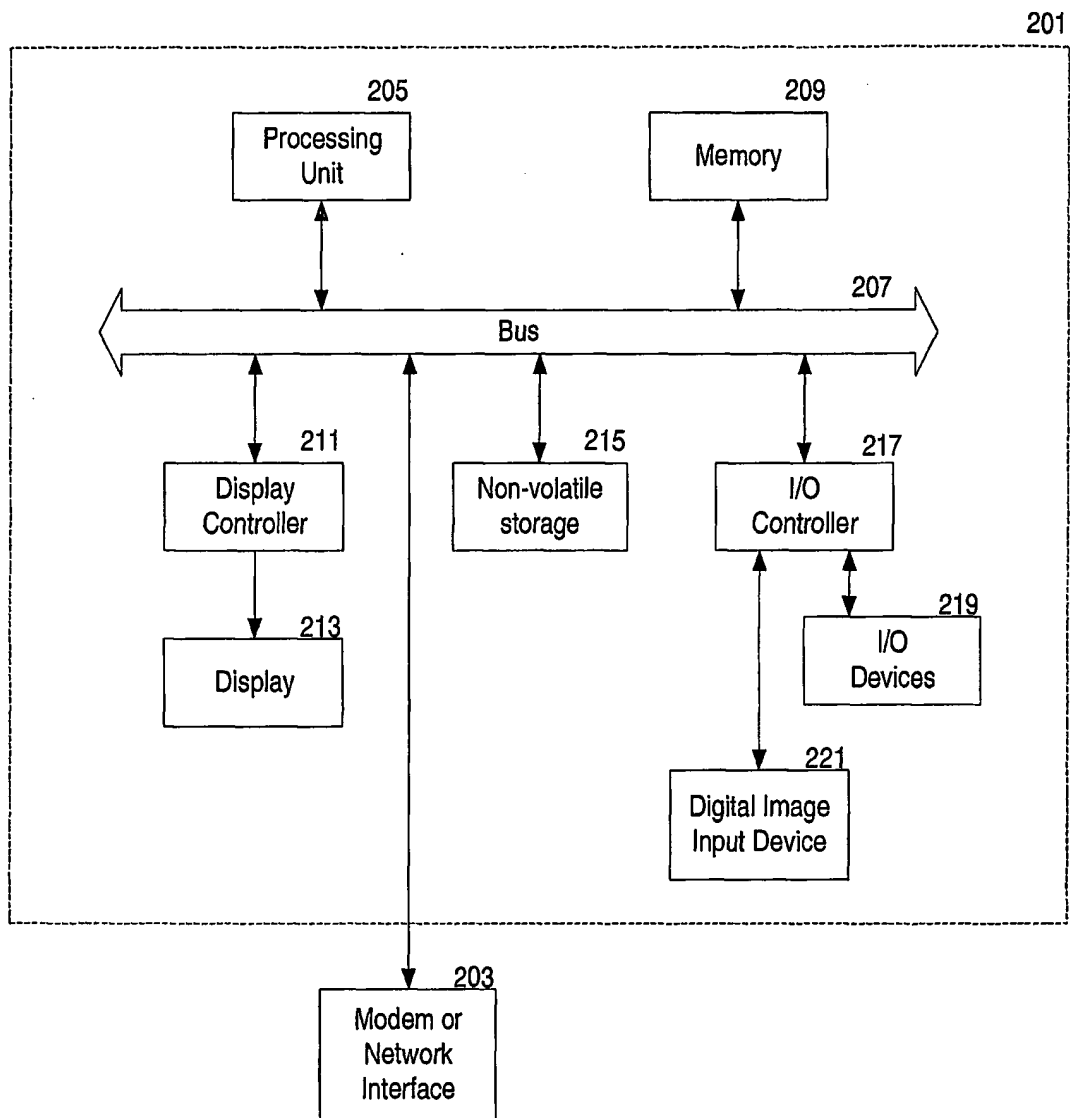 201
205
Processing
Unit
209
Memory
207
Bus
211
Display
Controller
215
Non-volatile
storage
217
I/O
Controller
213
Display
219
I/O
Devices
221
Digital Image
Input Device
203
Modem or
Network
Interface